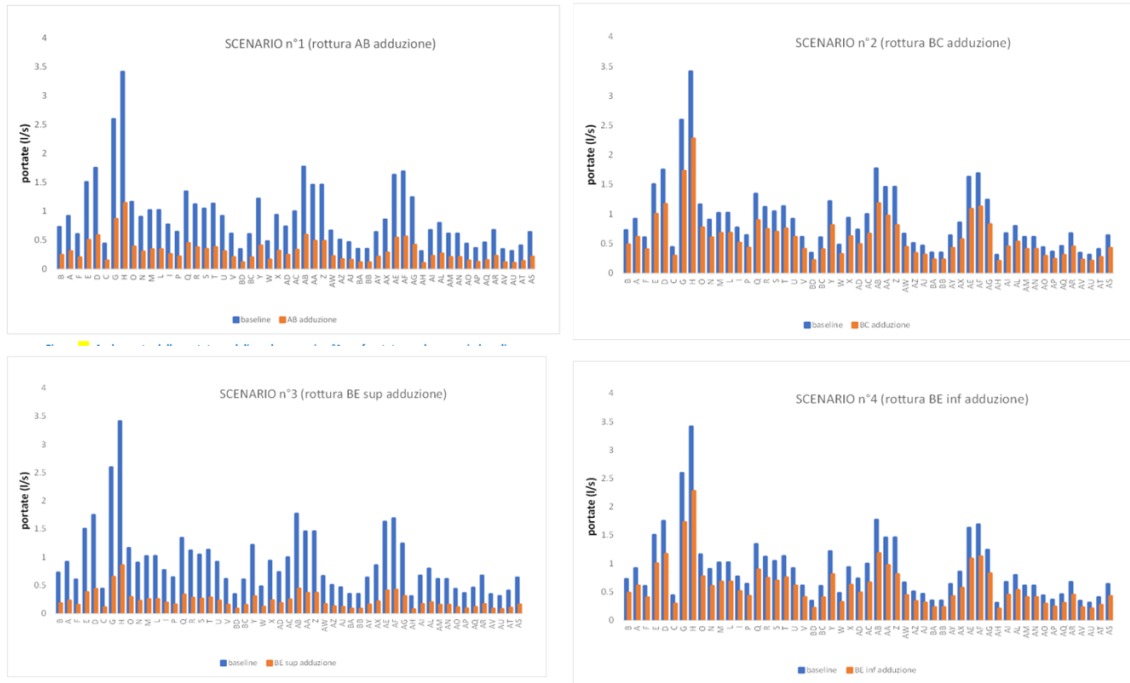 SCENARIO n°1 (rottura AB adduzione)
portate (l/s)
4
3.5
3
2.5
2
1.5
1
0.5
0
B A F E D C G H O N M L I P Q R S T U V BD BC Y W X AD AC AB AA Z AW AZ AJ BA BB AY AX AE AF AG AH AI AL AM AN AO AP AQ AR AV AU AT AS
baseline AB adduzione
SCENARIO n°2 (rottura BC adduzione)
portate (l/s)
4
3.5
3
2.5
2
1.5
1
0.5
0
B A F E D C G H O N M L I P Q R S T U V BD BC Y W X AD AC AB AA Z AW AZ AJ BA BB AY AX AE AF AG AH AI AL AM AN AO AP AQ AR AV AU AT AS
baseline BC adduzione
SCENARIO n°3 (rottura BE sup adduzione)
portate (l/s)
4
3.5
3
2.5
2
1.5
1
0.5
0
B A F E D C G H O N M L I P Q R S T U V BD BC Y W X AD AC AB AA Z AW AZ AJ BA BB AY AX AE AF AG AH AI AL AM AN AO AP AQ AR AV AU AT AS
baseline BE sup adduzione
SCENARIO n°4 (rottura BE inf adduzione)
portate (l/s)
4
3.5
3
2.5
2
1.5
1
0.5
0
B A F E D C G H O N M L I P Q R S T U V BD BC Y W X AD AC AB AA Z AW AZ AJ BA BB AY AX AE AF AG AH AI AL AM AN AO AP AQ AR AV AU AT AS
baseline BE inf adduzione